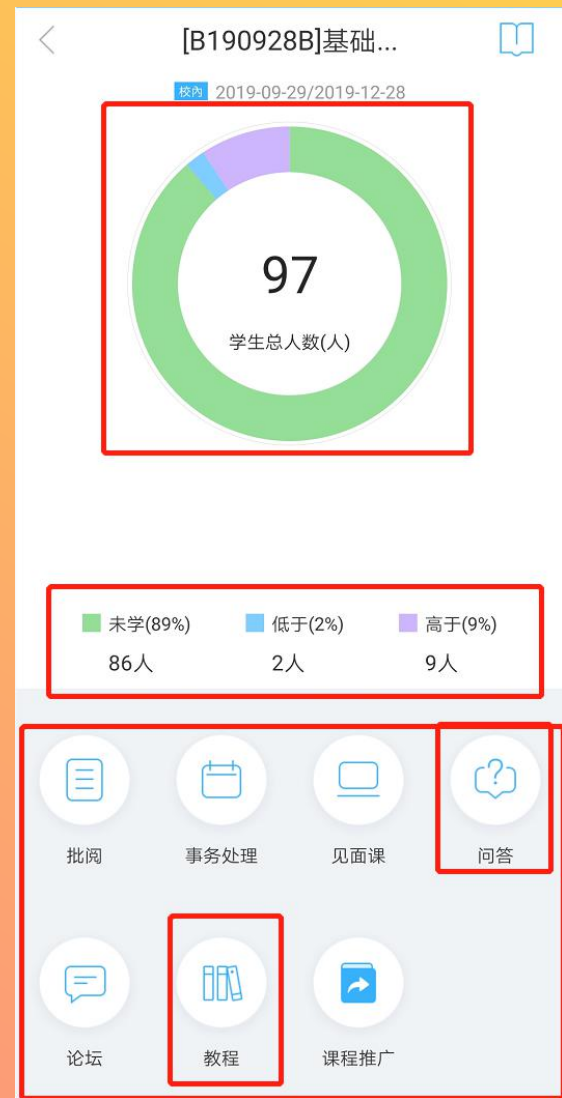 [B190928B]基础...
校内 2019-09-29/2019-12-28
97
学生总人数(人)
未学(89%) 低于(2%) 高于(9%)
86人 2人 9人
批阅 事务处理 见面课 问答
论坛 教程 课程推广